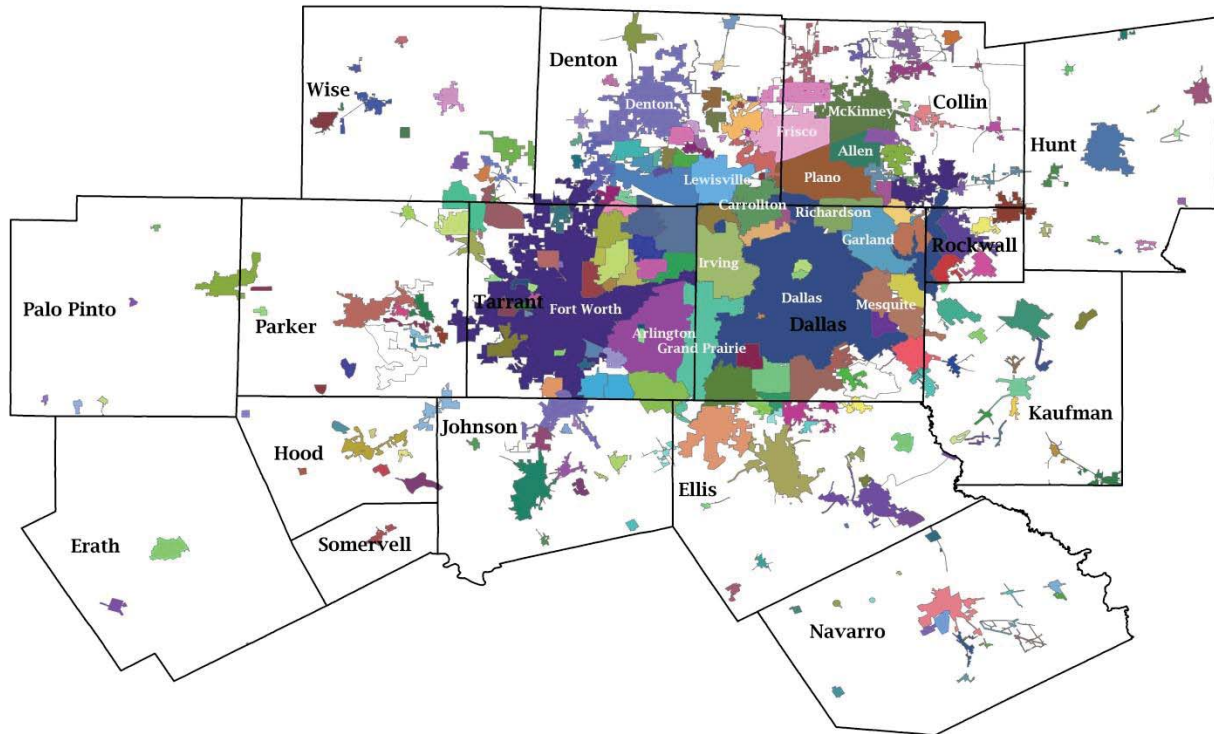 Denton
Wise
Denton
McKinney
Collin
Frisco
Hunt
Allen
Plano
Lewisville
Carrollton
Richardson
Garland
Rockwall
Irving
Palo Pinto
Parker
Tarrant
Fort Worth
Dallas
Mesquite
Dallas
Arlington
Grand Prairie
Kaufman
Hood
Johnson
Ellis
Erath
Somervell
Navarro